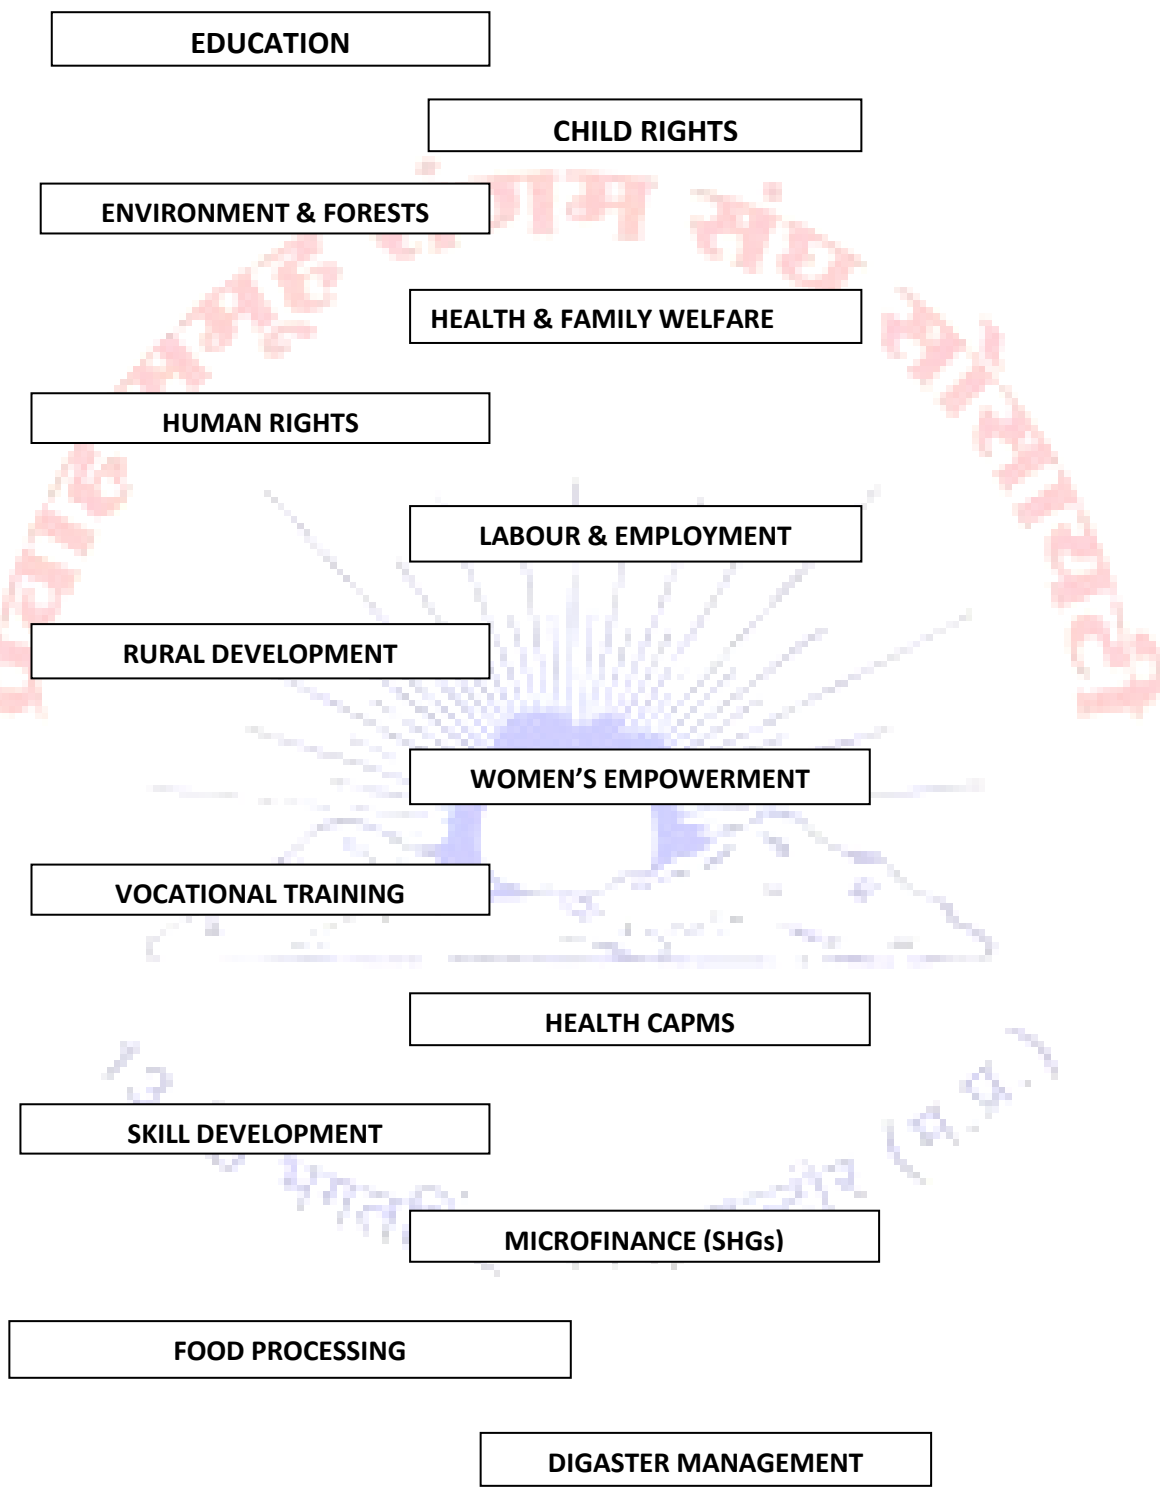 EDUCATION
CHILD RIGHTS
ENVIRONMENT & FORESTS
HEALTH & FAMILY WELFARE
HUMAN RIGHTS
LABOUR & EMPLOYMENT
RURAL DEVELOPMENT
WOMEN’S EMPOWERMENT
VOCATIONAL TRAINING
HEALTH CAPMS
SKILL DEVELOPMENT
MICROFINANCE (SHGs)
FOOD PROCESSING
DIGASTER MANAGEMENT
संघ सोसायटी